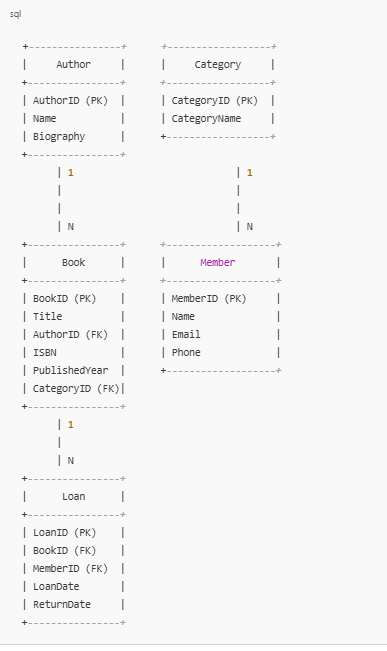 sql
+----------------+     +------------------+
|     Author     |     |     Category     |
+----------------+     +------------------+
| AuthorID (PK)  |     | CategoryID (PK)  |
| Name           |     | CategoryName     |
| Biography      |     +------------------+
+----------------+
      | 1                          | 1
      |                            |
      |                            |
      | N                          | N
+----------------+     +-------------------+
|      Book      |     |      Member       |
+----------------+     +-------------------+
| BookID (PK)    |     | MemberID (PK)     |
| Title          |     | Name              |
| AuthorID (FK)  |     | Email             |
| ISBN           |     | Phone             |
| PublishedYear  |     +-------------------+
| CategoryID (FK)|
+----------------+
      | 1
      |
      | N
+----------------+
|      Loan      |
+----------------+
| LoanID (PK)    |
| BookID (FK)    |
| MemberID (FK)  |
| LoanDate       |
| ReturnDate     |
+----------------+